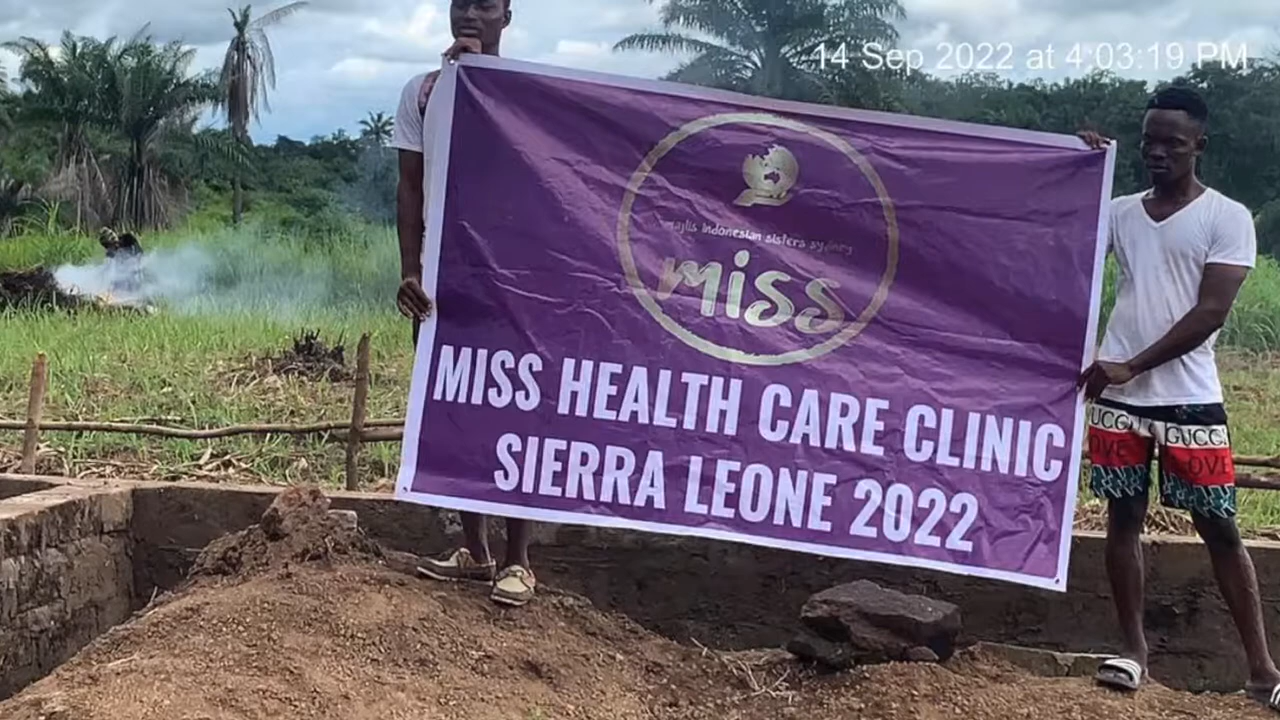 14 Sep 2022 at 4:03:19 PM
majlis indonesian sisters sydney
miss
MISS HEALTH CARE CLINIC
SIERRA LEONE 2022
GUCCI
LOVE